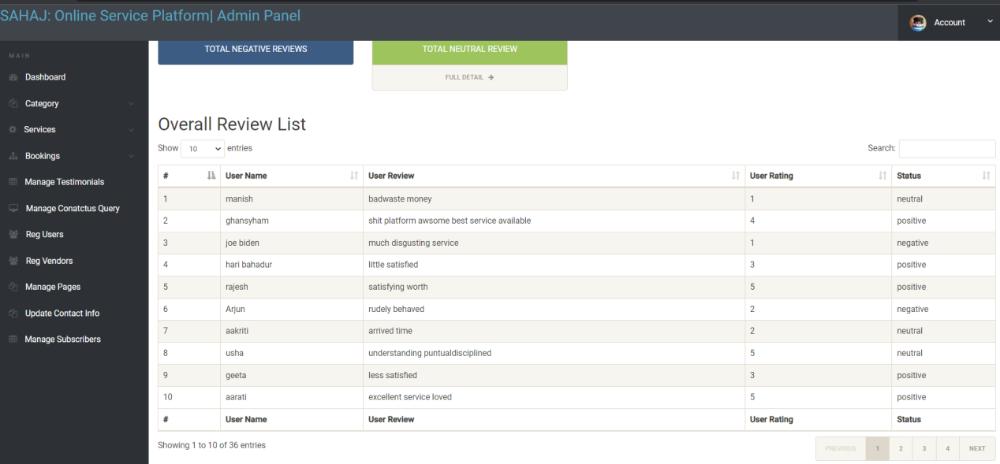 SAHAJ: Online Service Platform| Admin Panel
Account
MAIN
Dashboard
Category
Services
Bookings
Manage Testimonials
Manage Conatctus Query
Reg Users
Reg Vendors
Manage Pages
Update Contact Info
Manage Subscribers
TOTAL NEGATIVE REVIEWS TOTAL NEUTRAL REVIEW
FULL DETAIL
Overall Review List
Show 10 entries Search:
# User Name User Review User Rating Status
1 manish badwaste money 1 neutral
2 ghansyham shit platform awsome best service available 4 positive
3 joe biden much disgusting service 1 negative
4 hari bahadur little satisfied 3 positive
5 rajesh satisfying worth 5 positive
6 Arjun rudely behaved 2 negative
7 aakriti arrived time 2 neutral
8 usha understanding puntualdisciplined 5 neutral
9 geeta less satisfied 3 positive
10 aarati excellent service loved 5 positive
# User Name User Review User Rating Status
Showing 1 to 10 of 36 entries PREVIOUS 1 2 3 4 NEXT